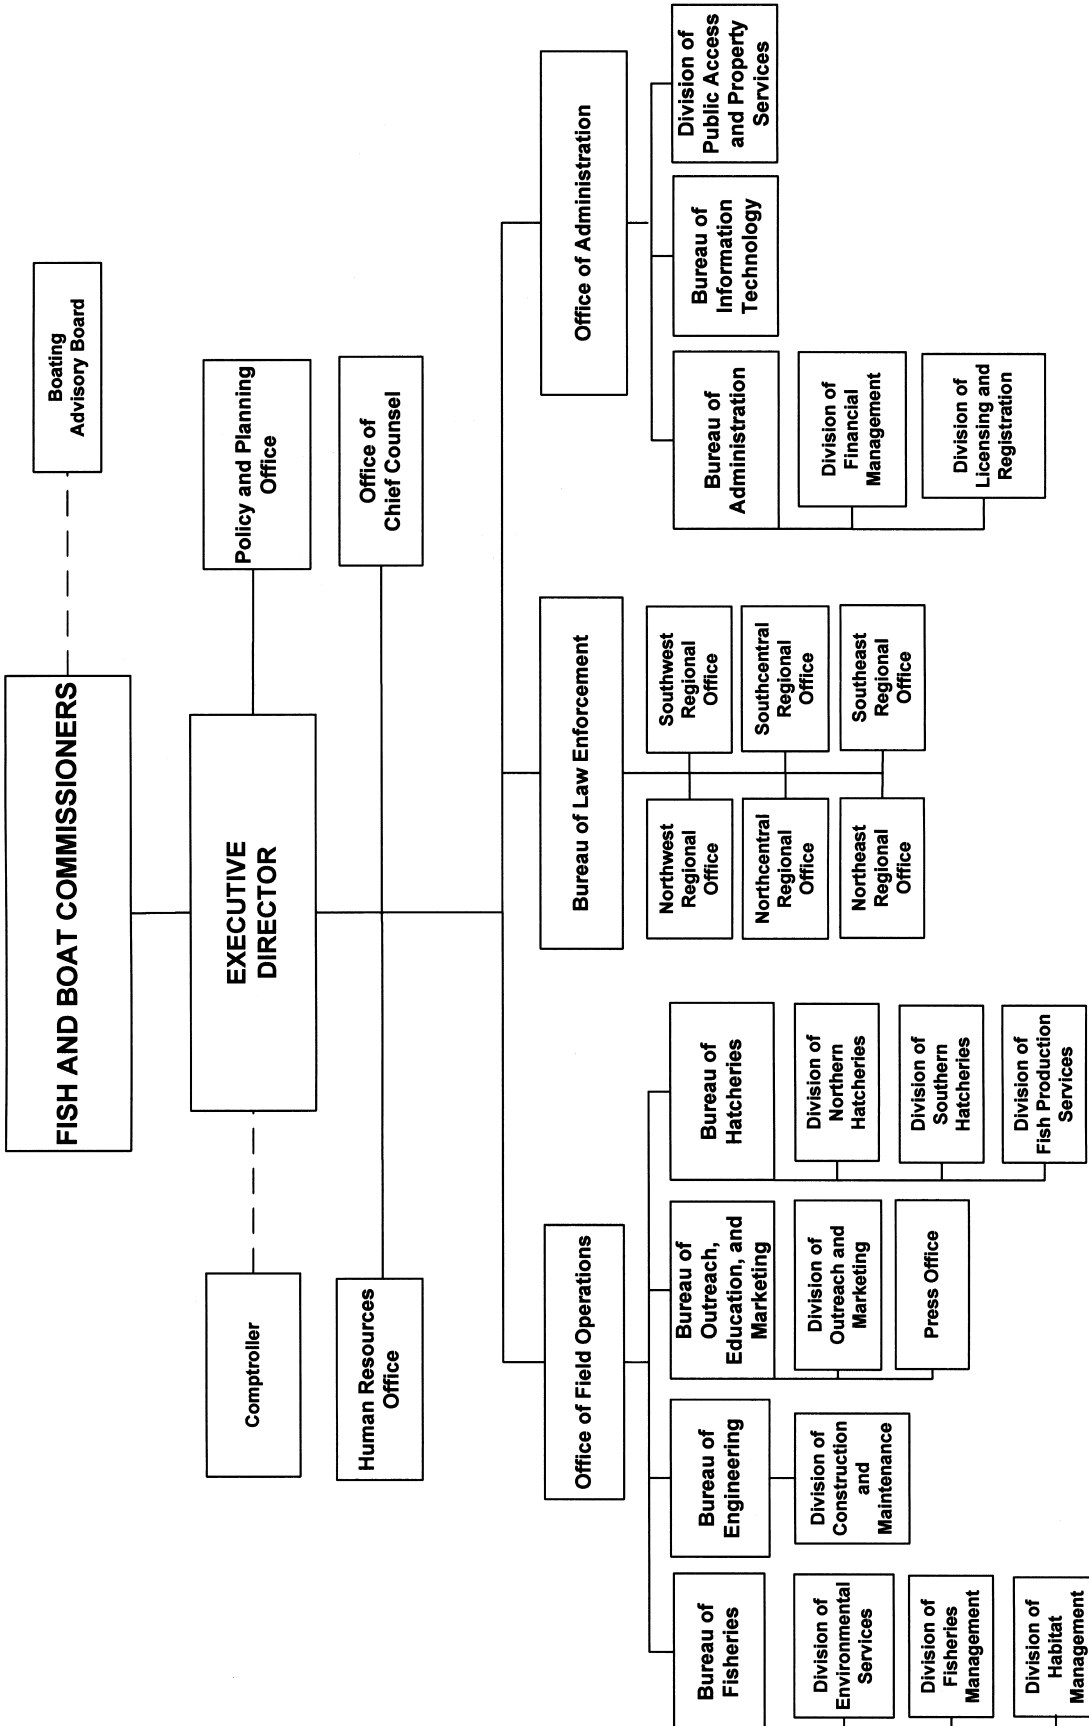 FISH AND BOAT COMMISSIONERS
Boating
Advisory Board
EXECUTIVE
DIRECTOR
Comptroller
Policy and Planning
Office
Human Resources
Office
Office of
Chief Counsel
Office of Field Operations
Bureau of Law Enforcement
Office of Administration
Bureau of
Fisheries
Division of
Environmental
Services
Division of
Fisheries
Management
Division of
Habitat
Management
Bureau of
Engineering
Division of
Construction
and
Maintenance
Bureau of
Outreach,
Education, and
Marketing
Division of
Outreach and
Marketing
Press Office
Bureau of
Hatcheries
Division of
Northern
Hatcheries
Division of
Southern
Hatcheries
Division of
Fish Production
Services
Northwest
Regional
Office
Southwest
Regional
Office
Northcentral
Regional
Office
Southcentral
Regional
Office
Northeast
Regional
Office
Southeast
Regional
Office
Bureau of
Administration
Division of
Financial
Management
Division of
Licensing and
Registration
Bureau of
Information
Technology
Division of
Public Access
and Property
Services